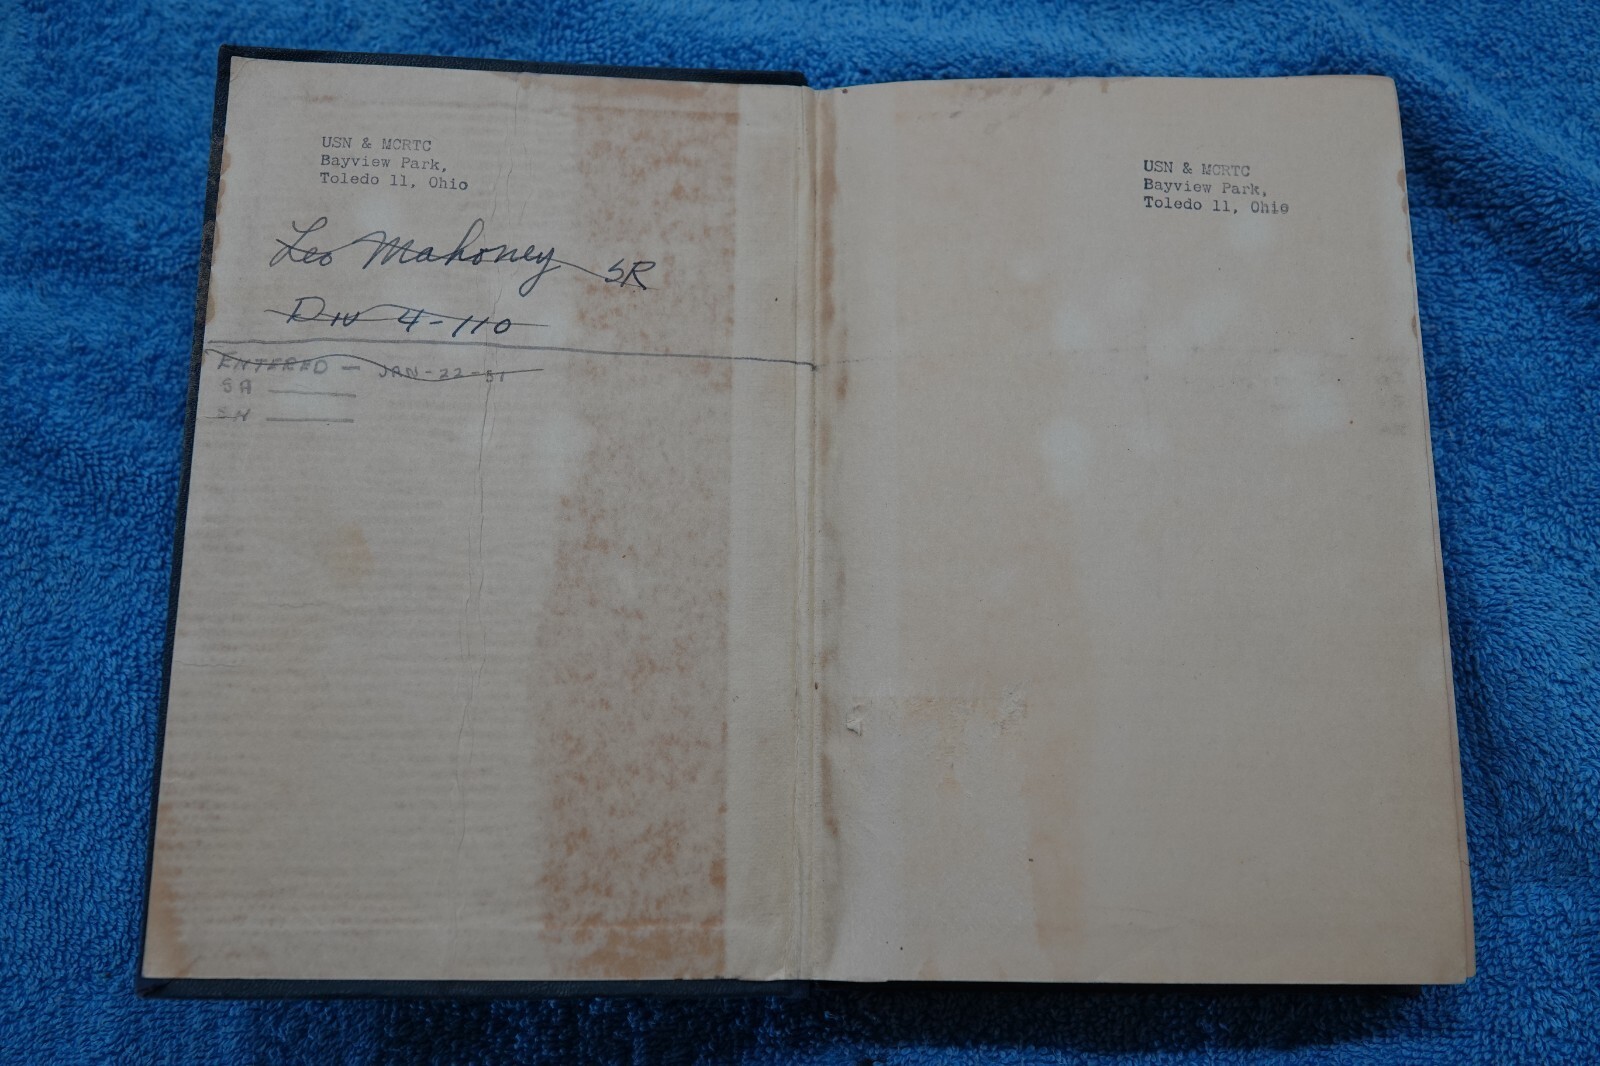 USN & MCRTC
Bayview Park,
Toledo 11, Ohio
Leo Mahoney SR
Div 4-110
ENTERED - JAN-22-51
SA
SN
USN & MCRTC
Bayview Park,
Toledo 11, Ohio